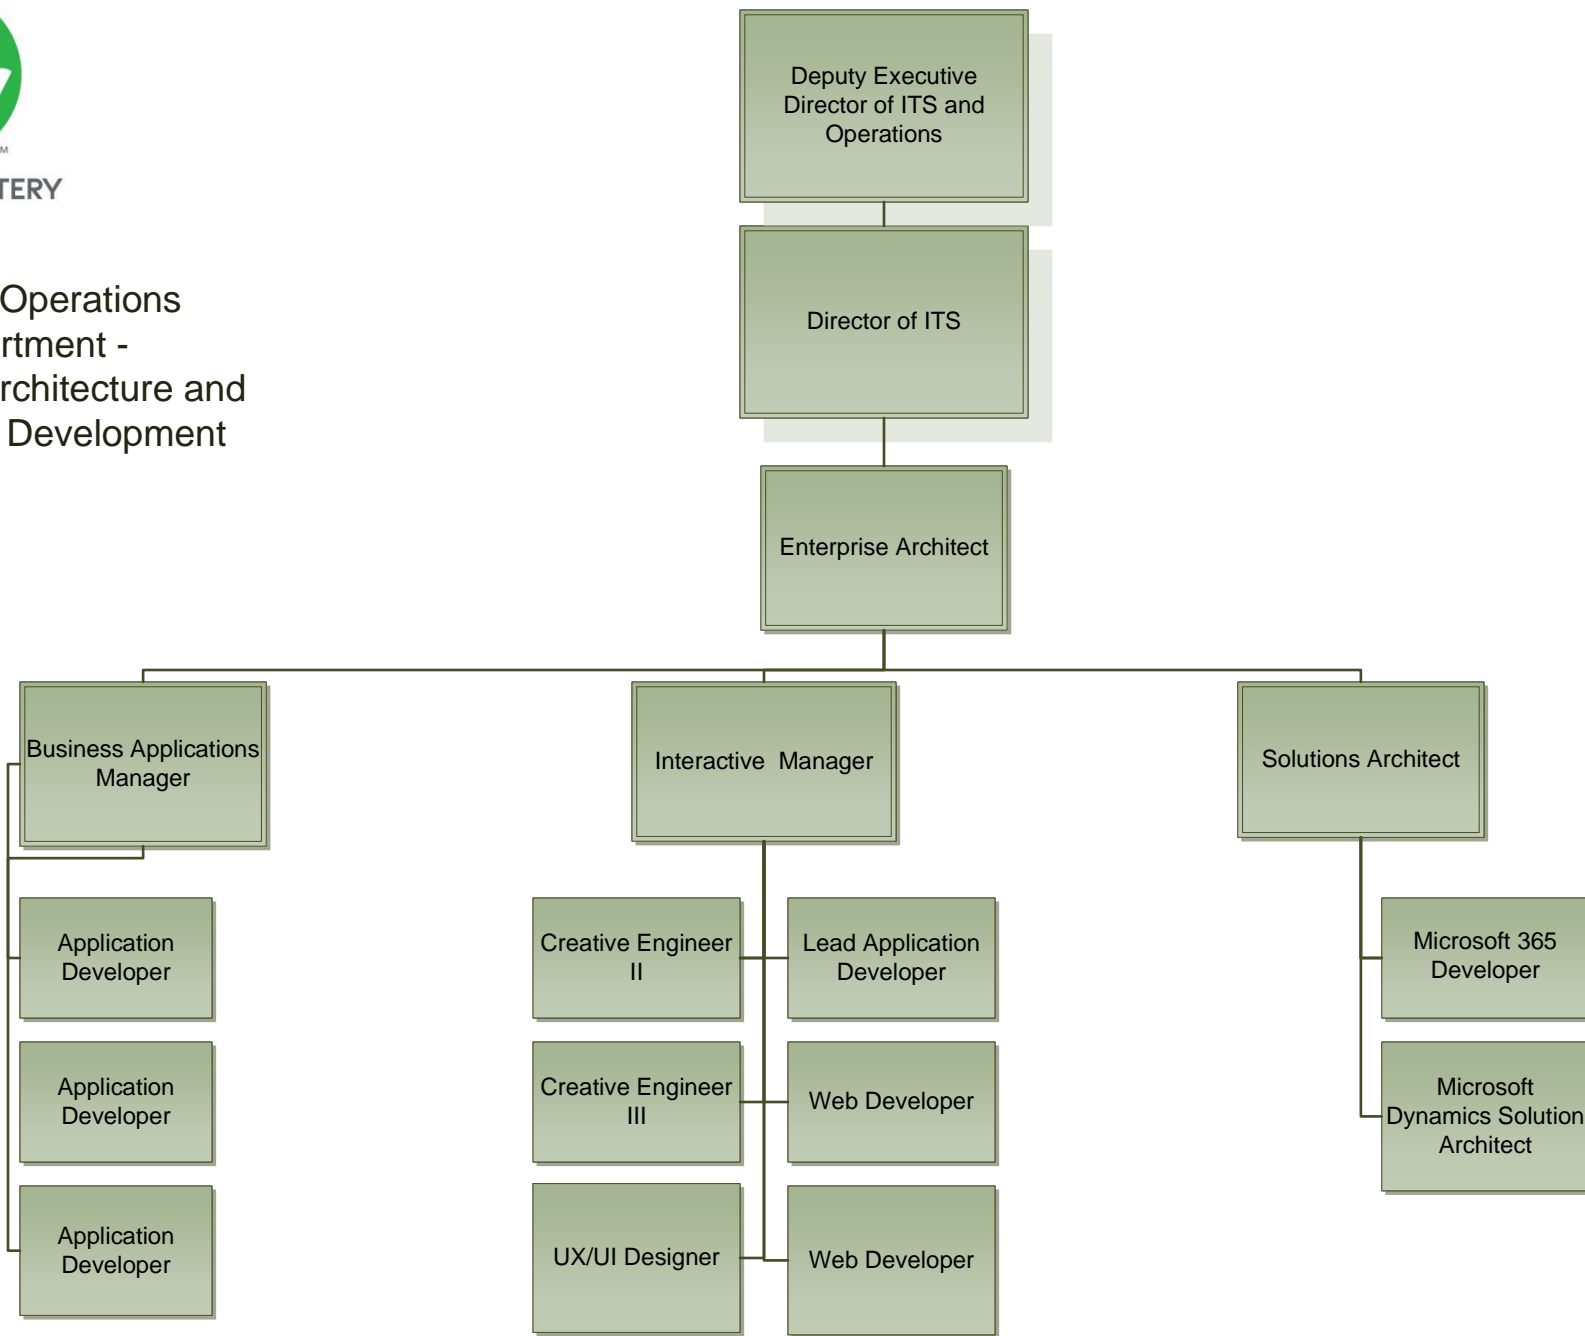 Deputy Executive
Director of ITS and
Operations
TERY
Operations
rtment -
rchitecture and
Development
Director of ITS
Enterprise Architect
Business Applications
Manager
Interactive Manager
Solutions Architect
Application
Developer
Creative Engineer
II
Lead Application
Developer
Microsoft 365
Developer
Application
Developer
Creative Engineer
III
Web Developer
Microsoft
Dynamics Solution
Architect
Application
Developer
UX/UI Designer
Web Developer